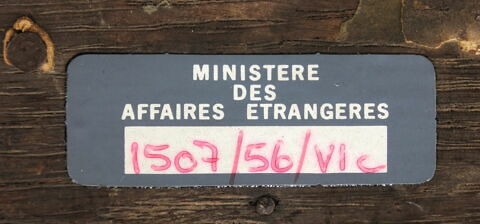 MINISTERE
DES
AFFAIRES ETRANGERES
1507/56/VIc